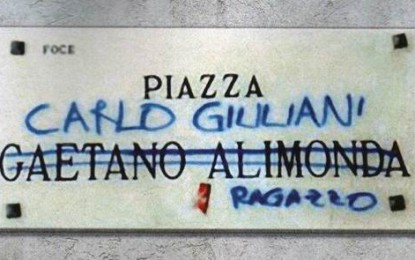 FOCE
PIAZZA
CARLO GIULIANI
GAETANO ALIMONDA
RAGAZZO